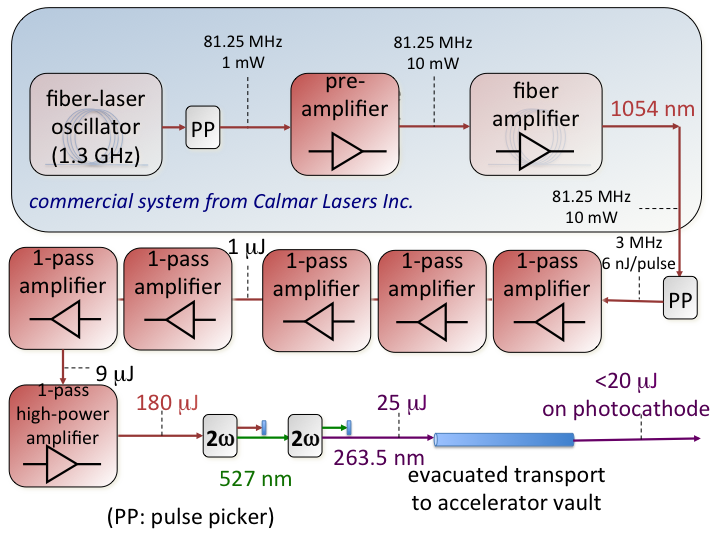 81.25 MHz
1 mW
81.25 MHz
10 mW
fiber-laser
oscillator
(1.3 GHz)
PP
pre-
amplifier
fiber
amplifier
1054 nm
commercial system from Calmar Lasers Inc.
81.25 MHz
10 mW
3 MHz
6 nJ/pulse
PP
1-pass
amplifier
1-pass
amplifier
1 µJ
1-pass
amplifier
1-pass
amplifier
1-pass
amplifier
9 µJ
1-pass
high-power
amplifier
180 µJ
2ω
527 nm
2ω
25 µJ
263.5 nm
<20 µJ
on photocathode
evacuated transport
to accelerator vault
(PP: pulse picker)